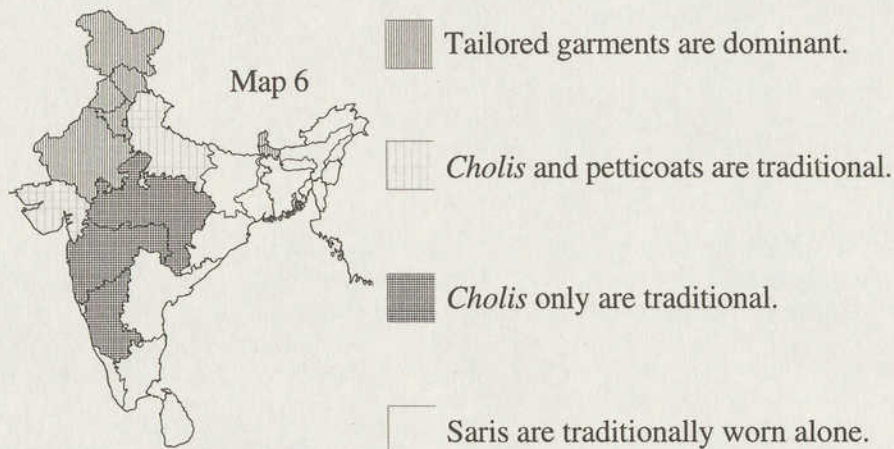 Tailored garments are dominant.
Map 6
Cholis and petticoats are traditional.
Cholis only are traditional.
Saris are traditionally worn alone.